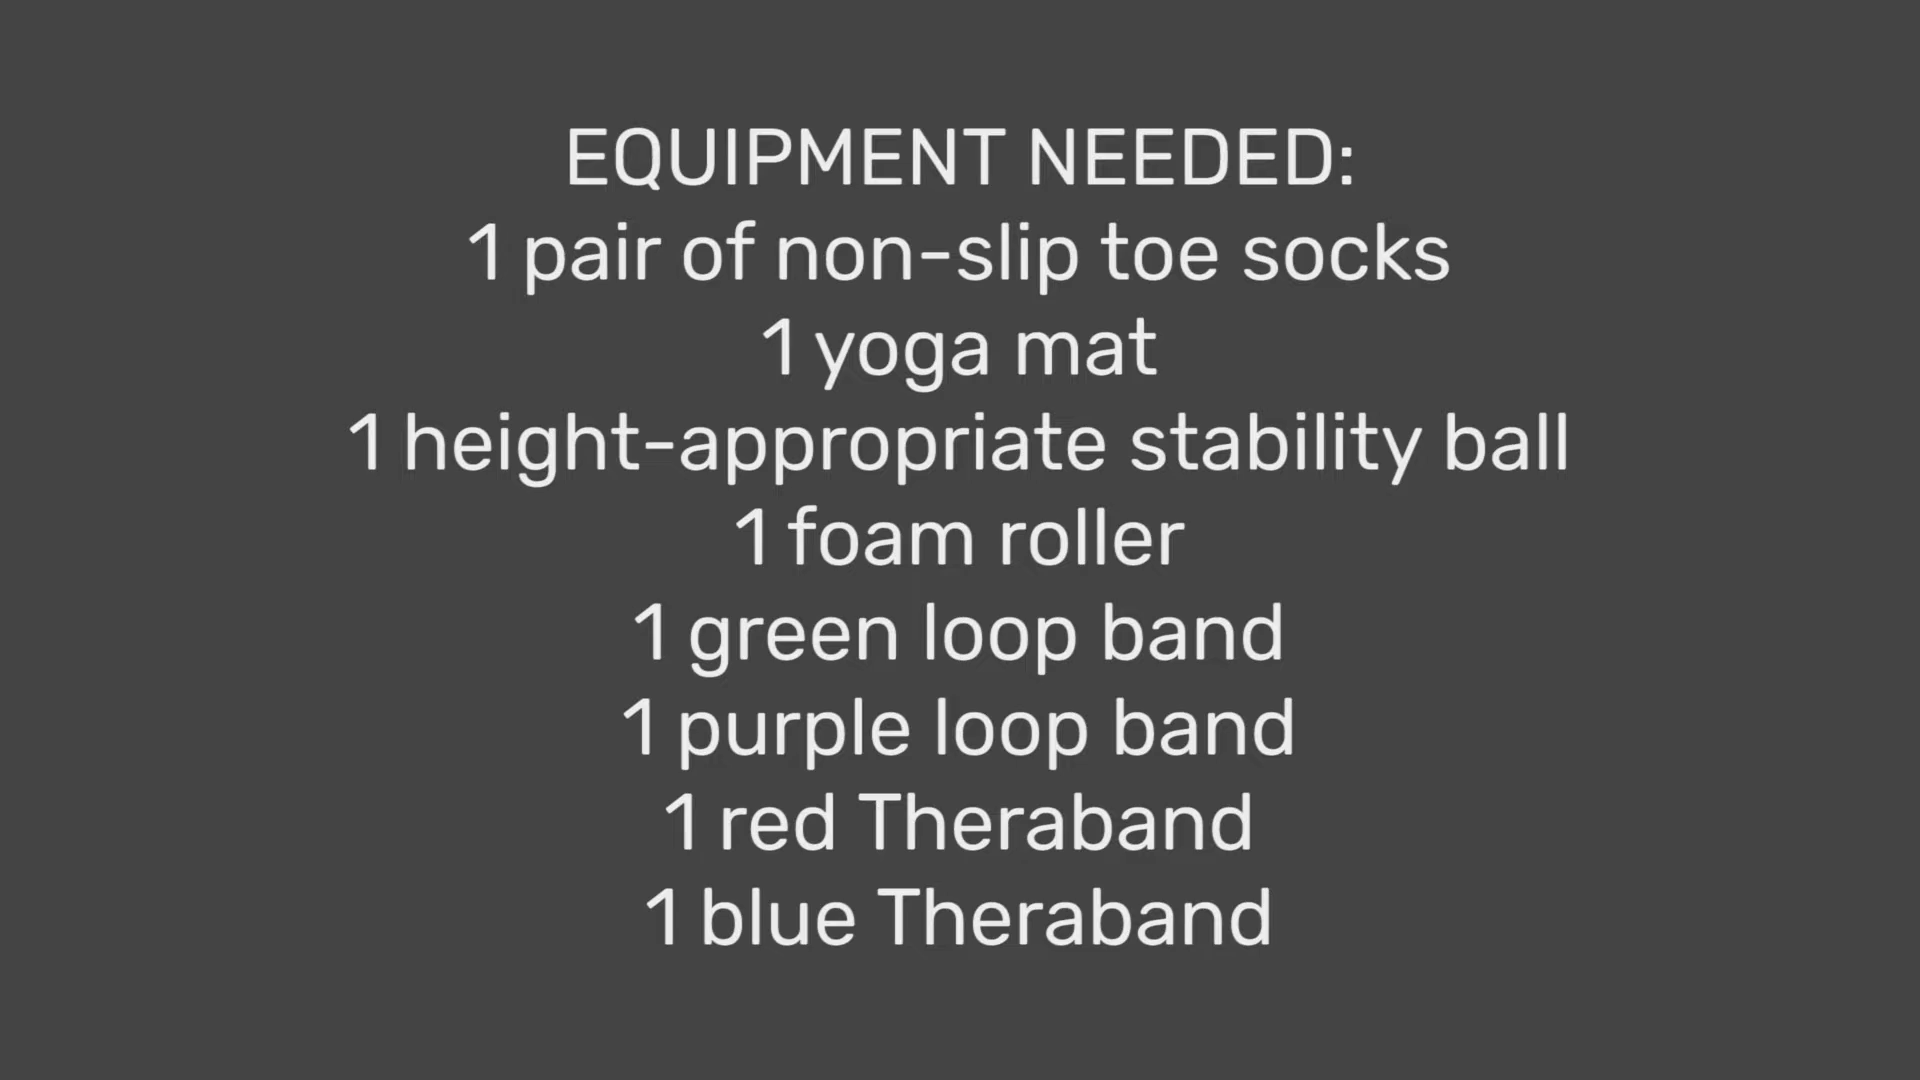 EQUIPMENT NEEDED:
1 pair of non-slip toe socks
1 yoga mat
1 height-appropriate stability ball
1 foam roller
1 green loop band
1 purple loop band
1 red Theraband
1 blue Theraband